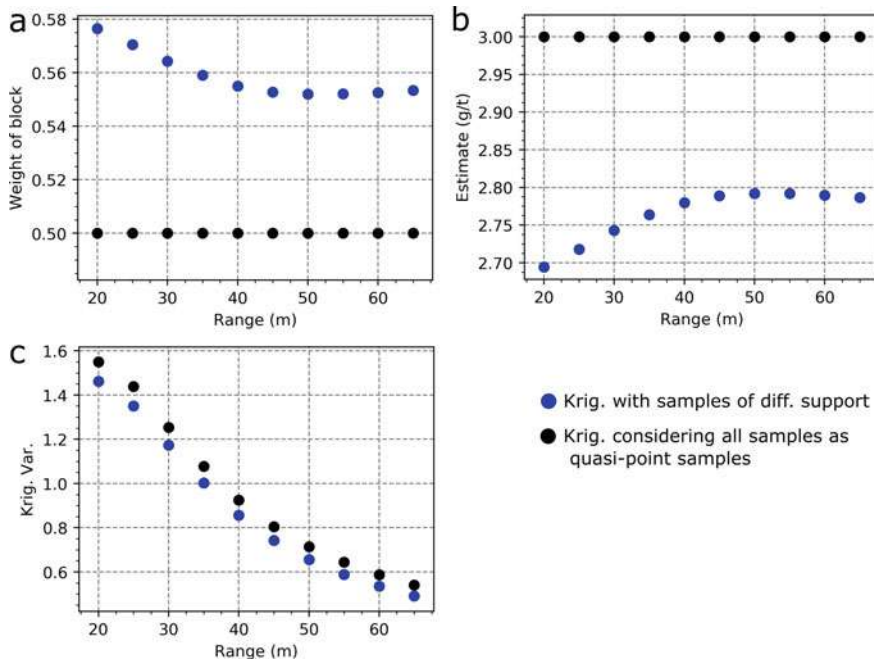 a
0.58
0.56
0.54
0.52
0.50
Weight of block
20 30 40 50 60
Range (m)
b
3.00
2.95
2.90
2.85
2.80
2.75
2.70
Estimate (g/t)
20 30 40 50 60
Range (m)
c
1.6
1.4
1.2
1.0
0.8
0.6
Krig. Var.
20 30 40 50 60
Range (m)
Krig. with samples of diff. support
Krig. considering all samples as
quasi-point samples